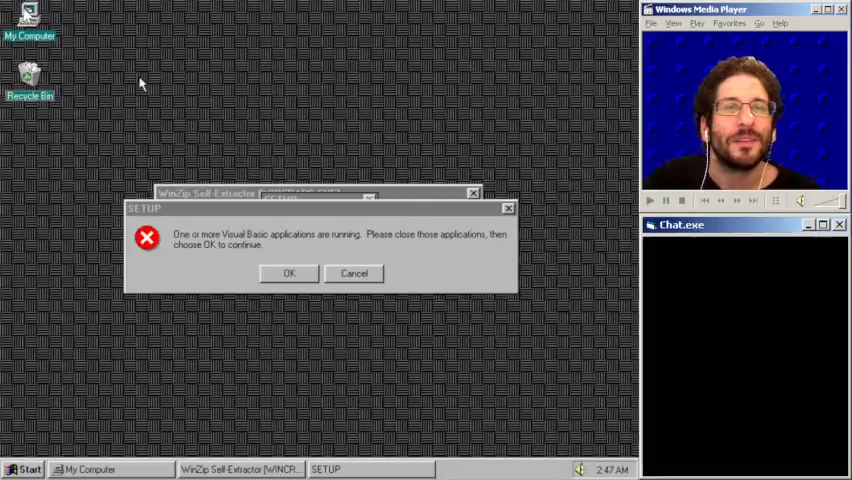 My Computer
Recycle Bin
WinZip Self-Extractor
SETUP
SETUP
One or more Visual Basic applications are running. Please close those applications, then
choose OK to continue.
OK
Cancel
Windows Media Player
File
View
Play
Favorites
Go
Help
Chat.exe
Start
My Computer
WinZip Self-Extractor [WINCR...
SETUP
2:47 AM